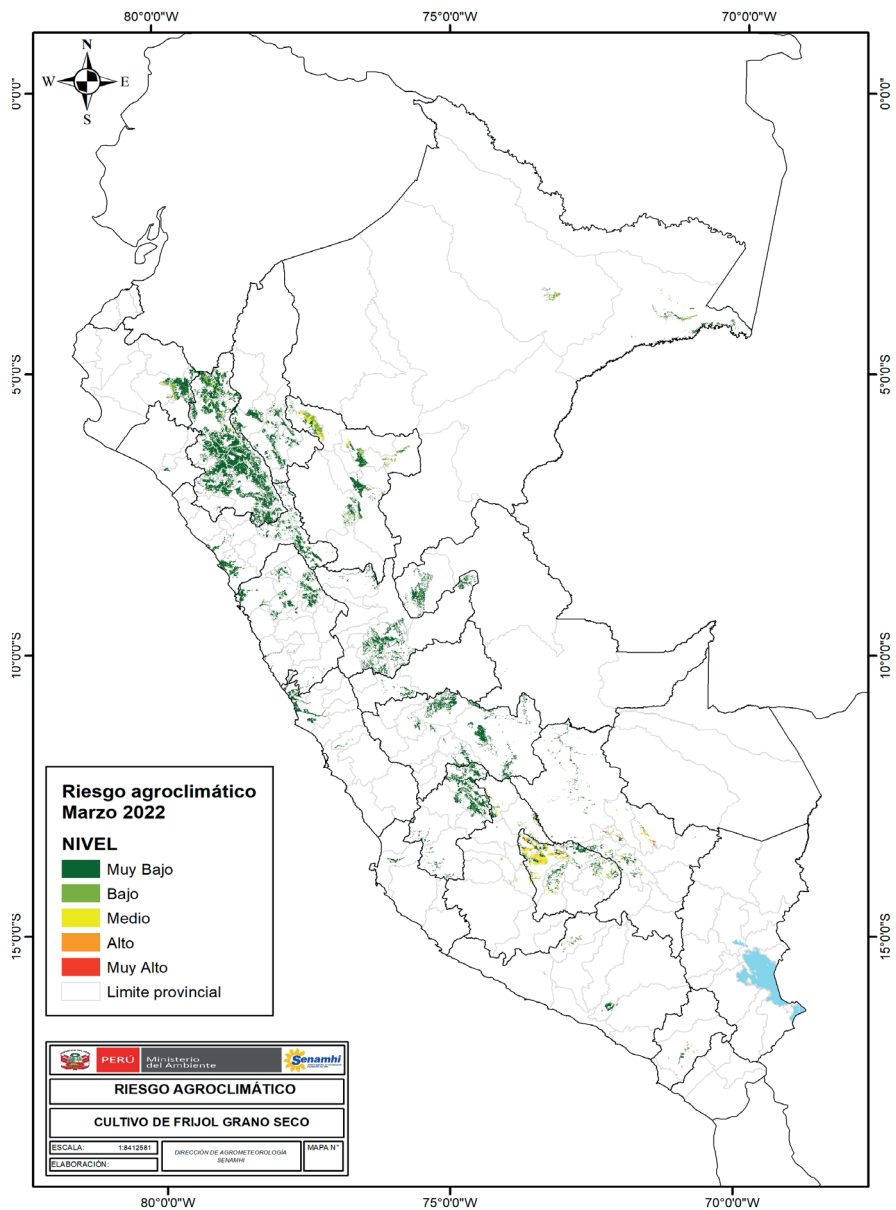 80°0'0"W 75°0'0"W 70°0'0"W
N
W E
S
0°0'0" 0°0'0"
5°0'0"S 5°0'0"S
10°0'0"S 10°0'0"S
15°0'0"S 15°0'0"S
Riesgo agroclimático
Marzo 2022
NIVEL
Muy Bajo
Bajo
Medio
Alto
Muy Alto
Limite provincial
PERÚ
Ministerio
del Ambiente
Senamhi
RIESGO AGROCLIMÁTICO
CULTIVO DE FRIJOL GRANO SECO
ESCALA: 1:8412581
ELABORACIÓN:
DIRECCIÓN DE AGROMETEOROLOGÍA
SENAMHI
MAPA N°
80°0'0"W 75°0'0"W 70°0'0"W